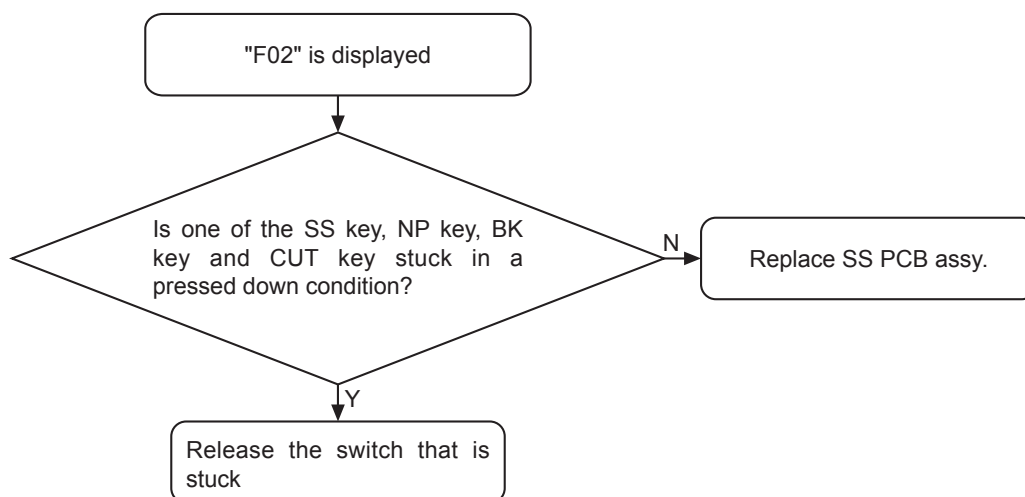 "F02" is displayed
Is one of the SS key, NP key, BK
key and CUT key stuck in a
pressed down condition?
N
Replace SS PCB assy.
Y
Release the switch that is
stuck